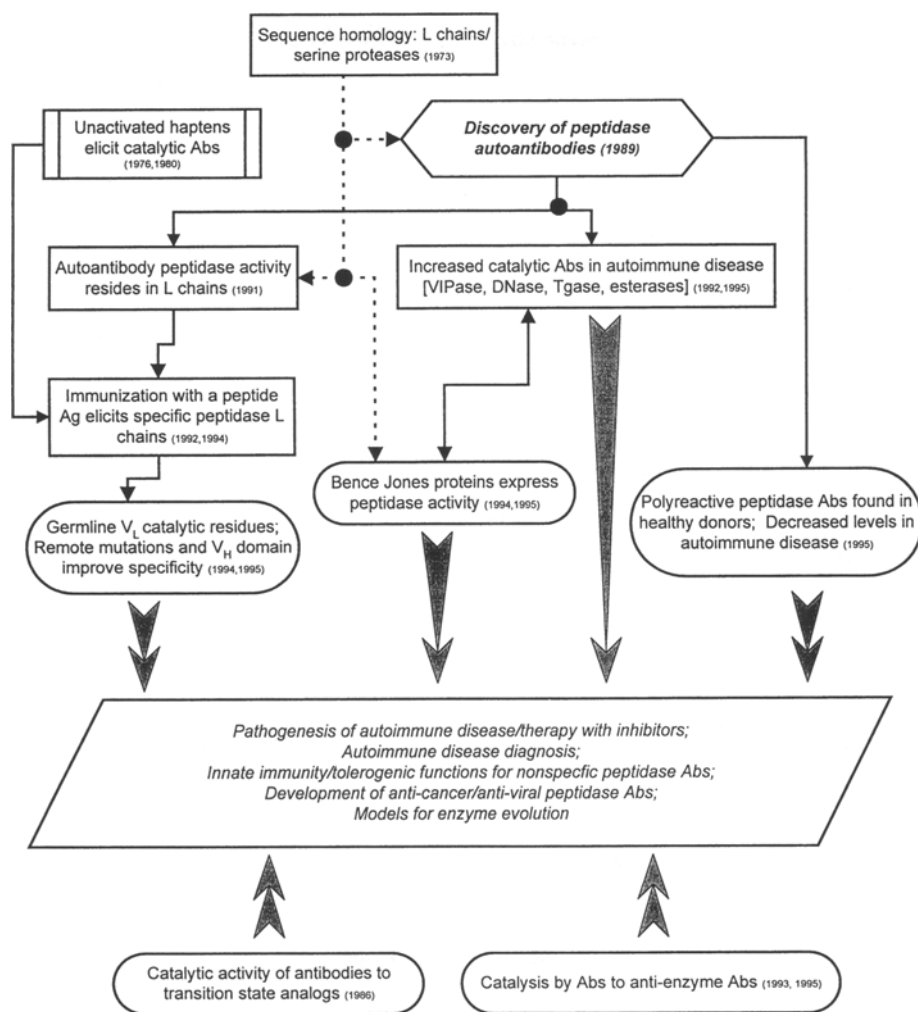 Sequence homology: L chains/
serine proteases (1973)
Unactivated haptens
elicit catalytic Abs
(1976,1980)
Discovery of peptidase
autoantibodies (1989)
Autoantibody peptidase activity
resides in L chains (1991)
Increased catalytic Abs in autoimmune disease
[VIPase, DNase, Tgase, esterases] (1992,1995)
Immunization with a peptide
Ag elicits specific peptidase L
chains (1992,1994)
Bence Jones proteins express
peptidase activity (1994,1995)
Polyreactive peptidase Abs found in
healthy donors; Decreased levels in
autoimmune disease (1995)
Germline VL catalytic residues;
Remote mutations and VH domain
improve specificity (1994,1995)
Pathogenesis of autoimmune disease/therapy with inhibitors;
Autoimmune disease diagnosis;
Innate immunity/tolerogenic functions for nonspecfic peptidase Abs;
Development of anti-cancer/anti-viral peptidase Abs;
Models for enzyme evolution
Catalytic activity of antibodies to
transition state analogs (1986)
Catalysis by Abs to anti-enzyme Abs (1993, 1995)